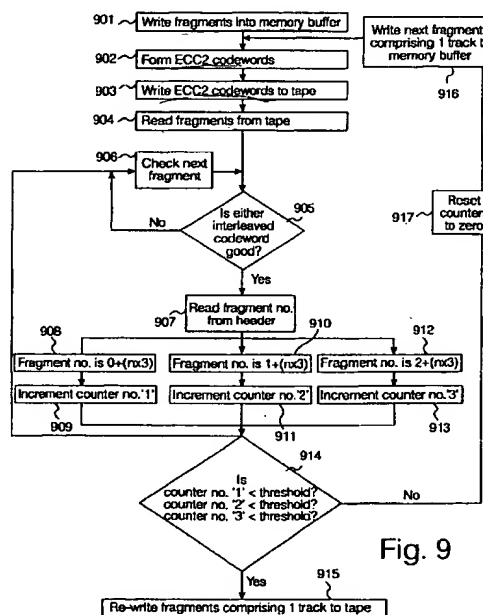 901
Write fragments into memory buffer
902
Form ECC2 codewords
903
Write ECC2 codewords to tape
904
Read fragments from tape
Write next fragment
comprising 1 track
memory buffer
916
906
Check next
fragment
905
Is either
interleaved
codeword
good?
No
Yes
917
Reset
counter
to zero
907
Read fragment no.
from header
908
Fragment no. is 0+(nx3)
910
Fragment no. is 1+(nx3)
912
Fragment no. is 2+(nx3)
Increment counter no.'1'
909
Increment counter no.'2'
911
Increment counter no.'3'
913
914
Is
counter no. '1' < threshold?
counter no. '2' < threshold?
counter no. '3' < threshold?
No
Yes
Fig. 9
915
Re-write fragments comprising 1 track to tape